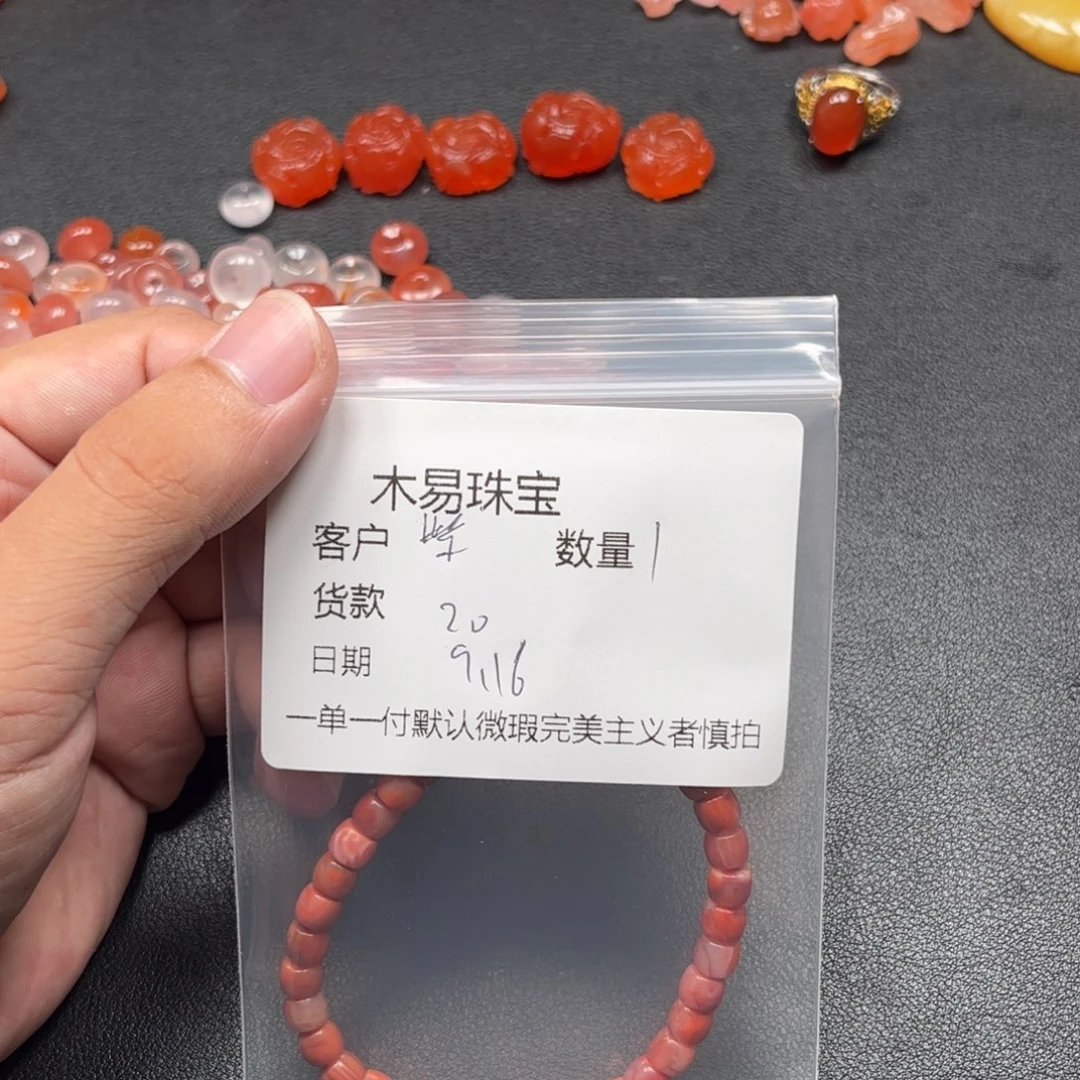 木易珠宝
客户 数量 1
货款 20
日期 9.16
一单一付默认微瑕完美主义者慎拍